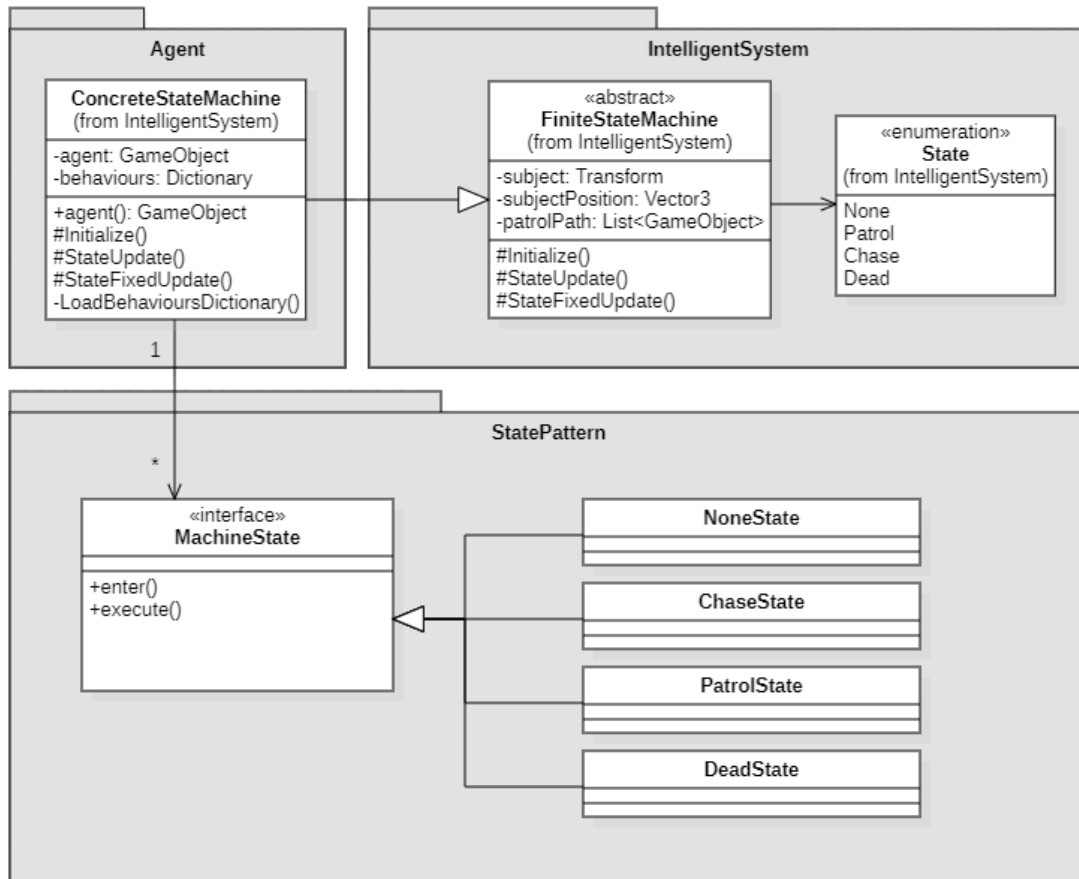 Agent
ConcreteStateMachine
(from IntelligentSystem)
-agent: GameObject
-behaviours: Dictionary
+agent(): GameObject
#Initialize()
#StateUpdate()
#StateFixedUpdate()
-LoadBehavioursDictionary()
IntelligentSystem
«abstract»
FiniteStateMachine
(from IntelligentSystem)
-subject: Transform
-subjectPosition: Vector3
-patrolPath: List<GameObject>
#Initialize()
#StateUpdate()
#StateFixedUpdate()
«enumeration»
State
(from IntelligentSystem)
None
Patrol
Chase
Dead
1
*
StatePattern
«interface»
MachineState
+enter()
+execute()
NoneState
ChaseState
PatrolState
DeadState